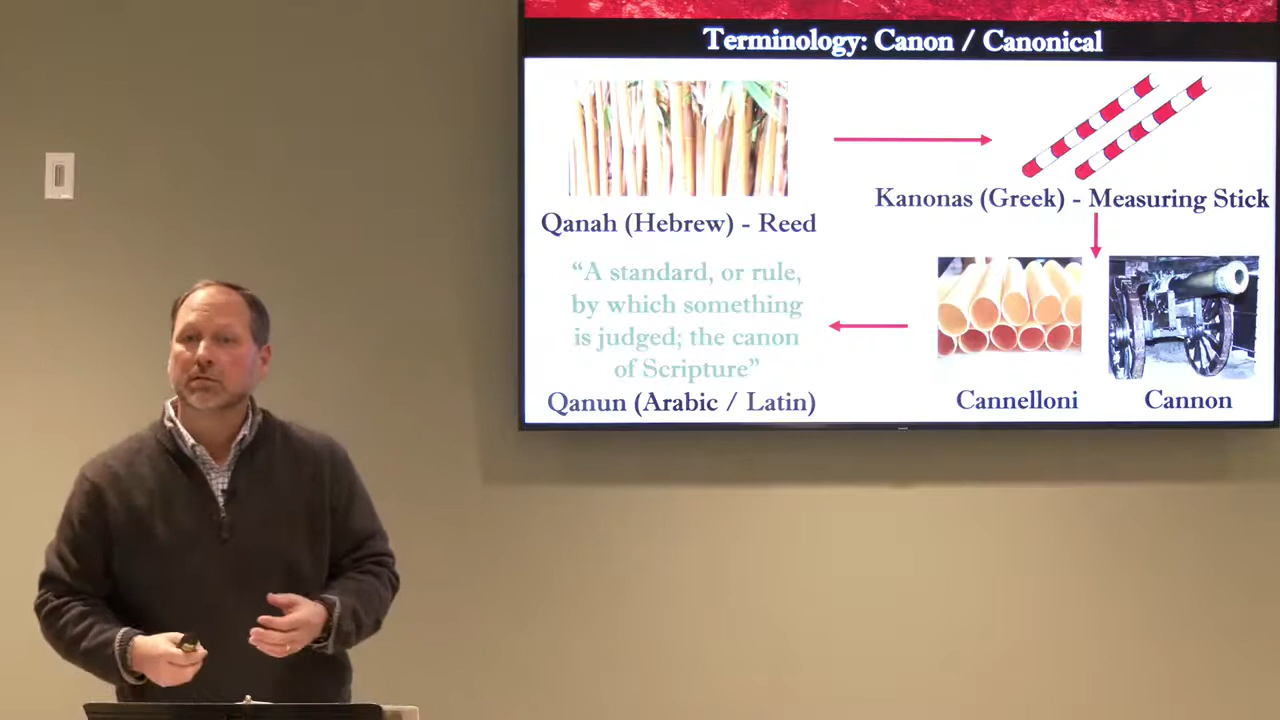 Terminology: Canon / Canonical
Qanah (Hebrew) - Reed
Kanonas (Greek) - Measuring Stick
“A standard, or rule,
by which something
is judged; the canon
of Scripture”
Qanun (Arabic / Latin)
Cannelloni
Cannon